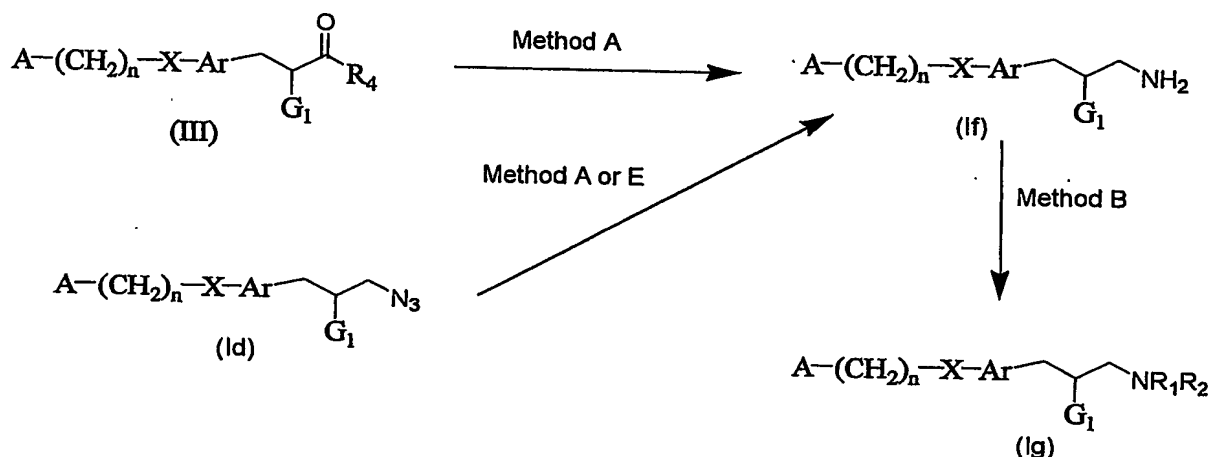 A–(CH₂)ₙ–X–Ar O R₄ G₁
(III)
Method A
A–(CH₂)ₙ–X–Ar NH₂ G₁
(If)
Method A or E
Method B
A–(CH₂)ₙ–X–Ar N₃ G₁
(Id)
A–(CH₂)ₙ–X–Ar NR₁R₂ G₁
(Ig)